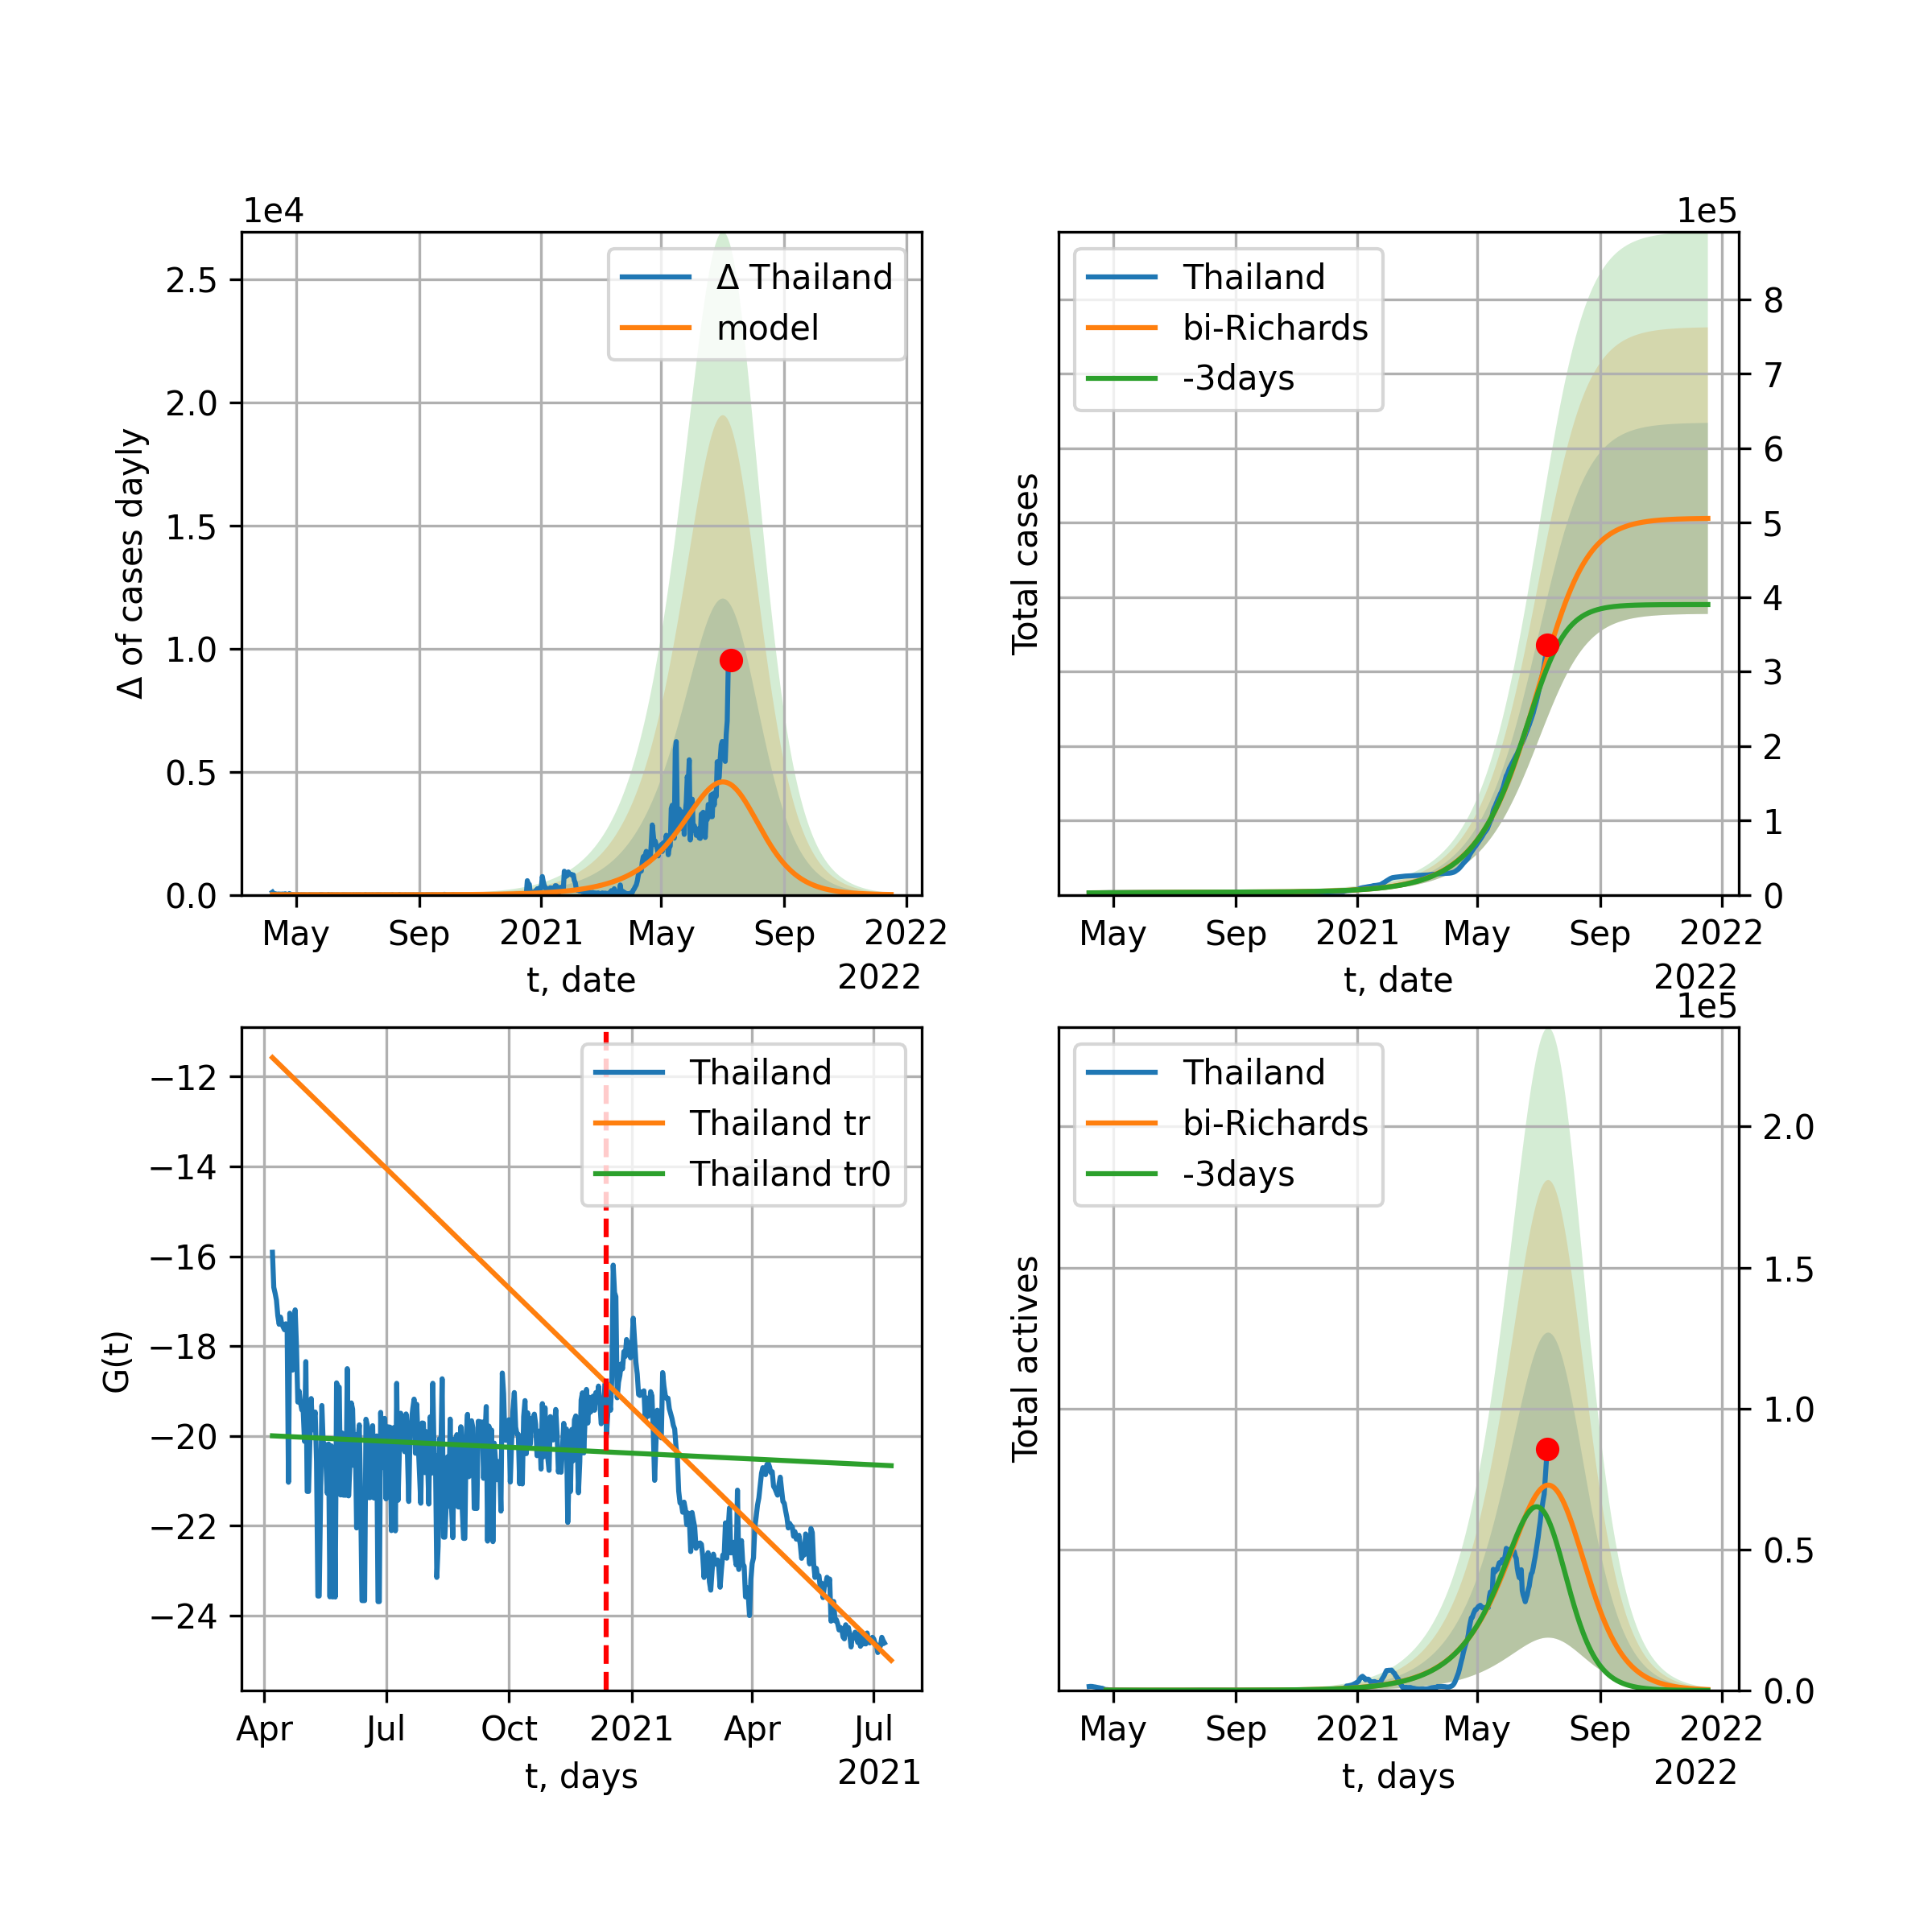 1e4
Δ of cases dayly
2.5
2.0
1.5
1.0
0.5
0.0
Δ Thailand
model
May Sep 2021 May Sep 2022
t, date
2022
1e5
Total cases
Thailand
bi-Richards
-3days
8
7
6
5
4
3
2
1
0
May Sep 2021 May Sep 2022
t, date
2022
G(t)
−12
−14
−16
−18
−20
−22
−24
Thailand
Thailand tr
Thailand tr0
Apr Jul Oct 2021 Apr Jul
t, days
2021
1e5
Total actives
Thailand
bi-Richards
-3days
2.0
1.5
1.0
0.5
0.0
May Sep 2021 May Sep 2022
t, days
2022